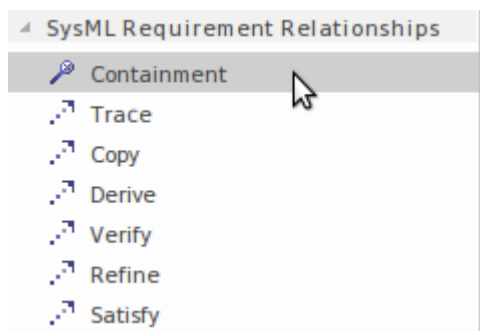 SysML Requirement Relationships
Containment
Trace
Copy
Derive
Verify
Refine
Satisfy